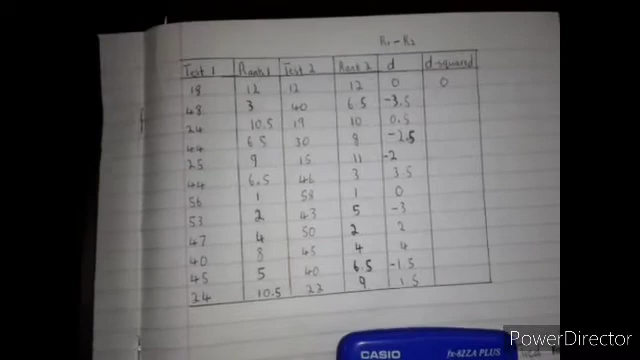 R1 - R2
Test 1 Rank 1 Test 2 Rank 2 d d-squared
18 12 12 12 0 0
48 3 40 6.5 -3.5
24 10.5 19 10 0.5
44 6.5 30 8 -1.5
25 9 15 11 -2
44 6.5 46 3 3.5
56 1 58 1 0
53 2 43 5 -3
47 4 50 2 2
40 8 45 4 4
45 5 40 6.5 -1.5
24 10.5 22 9 1.5
CASIO fx-82ZA PLUS
PowerDirector